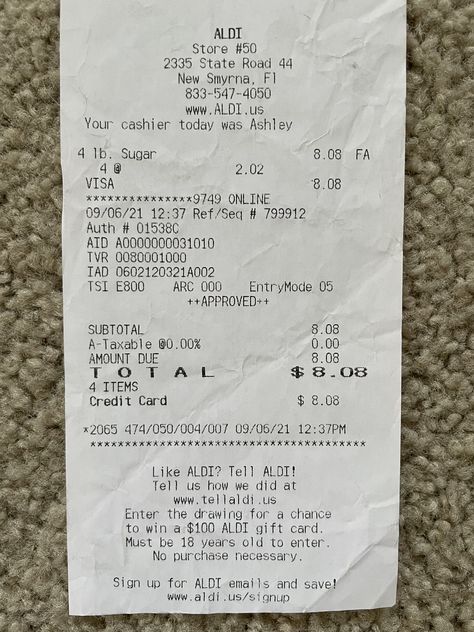 ALDI
Store #50
2335 State Road 44
New Smyrna, Fl
833-547-4050
www.ALDI.us
Your cashier today was Ashley
4 lb. Sugar 8.08 FA
4 @ 2.02
VISA 8.08
***************9749 ONLINE
09/06/21 12:37 Ref/Seq # 799912
Auth # 01538C
AID A0000000031010
TVR 0080001000
IAD 0602120321A002
TSI E800 ARC 000 EntryMode 05
++APPROVED++
SUBTOTAL 8.08
A-Taxable @0.00% 0.00
AMOUNT DUE 8.08
TOTAL $8.08
4 ITEMS
Credit Card $ 8.08
*2065 474/050/004/007 09/06/21 12:37PM
****************************************
Like ALDI? Tell ALDI!
Tell us how we did at
www.tellaldi.us
Enter the drawing for a chance
to win a $100 ALDI gift card.
Must be 18 years old to enter.
No purchase necessary.
Sign up for ALDI emails and save!
www.aldi.us/signup